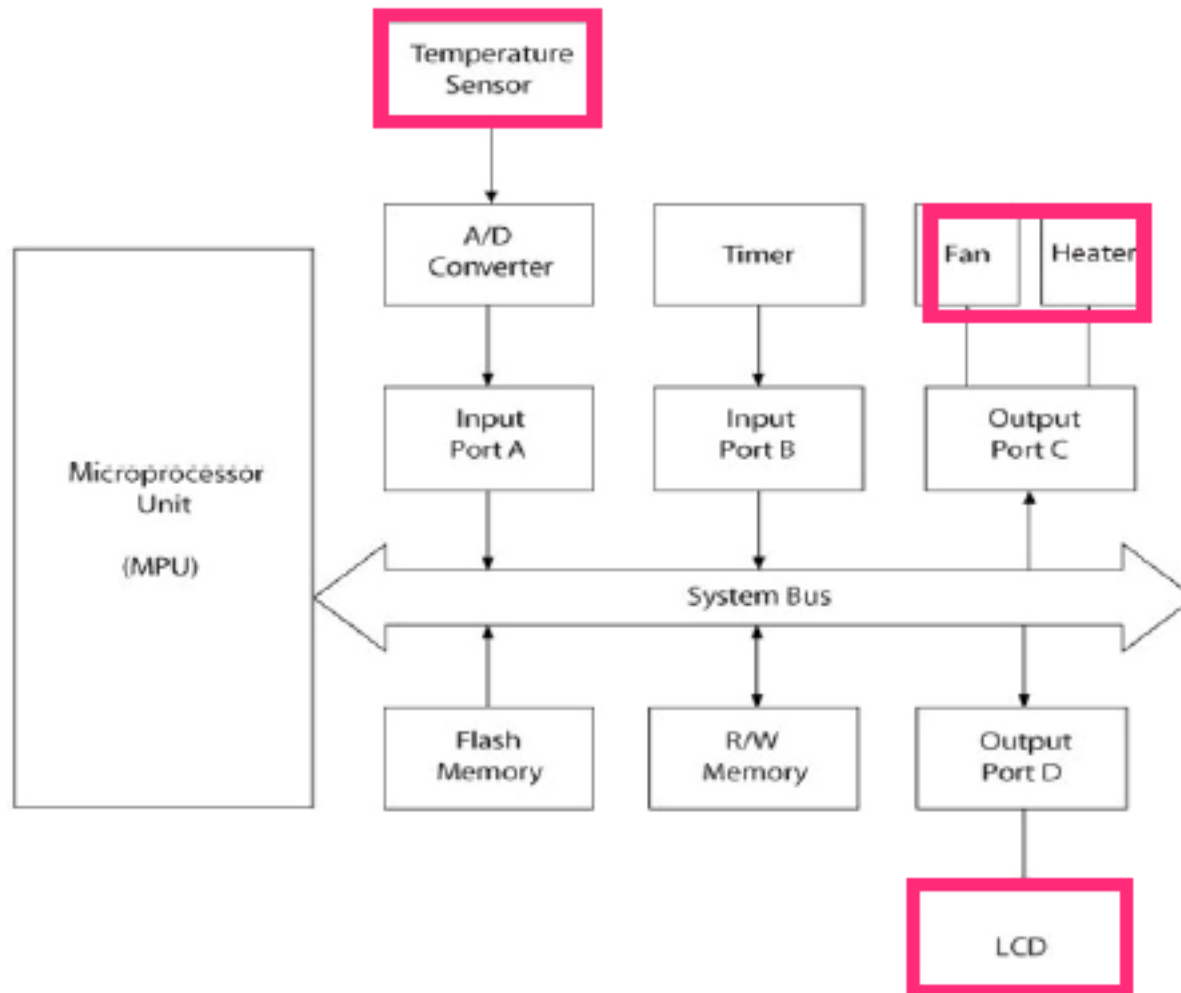 Temperature
Sensor
A/D
Converter
Timer
Fan
Heater
Input
Port A
Input
Port B
Output
Port C
Microprocessor
Unit
(MPU)
System Bus
Flash
Memory
R/W
Memory
Output
Port D
LCD